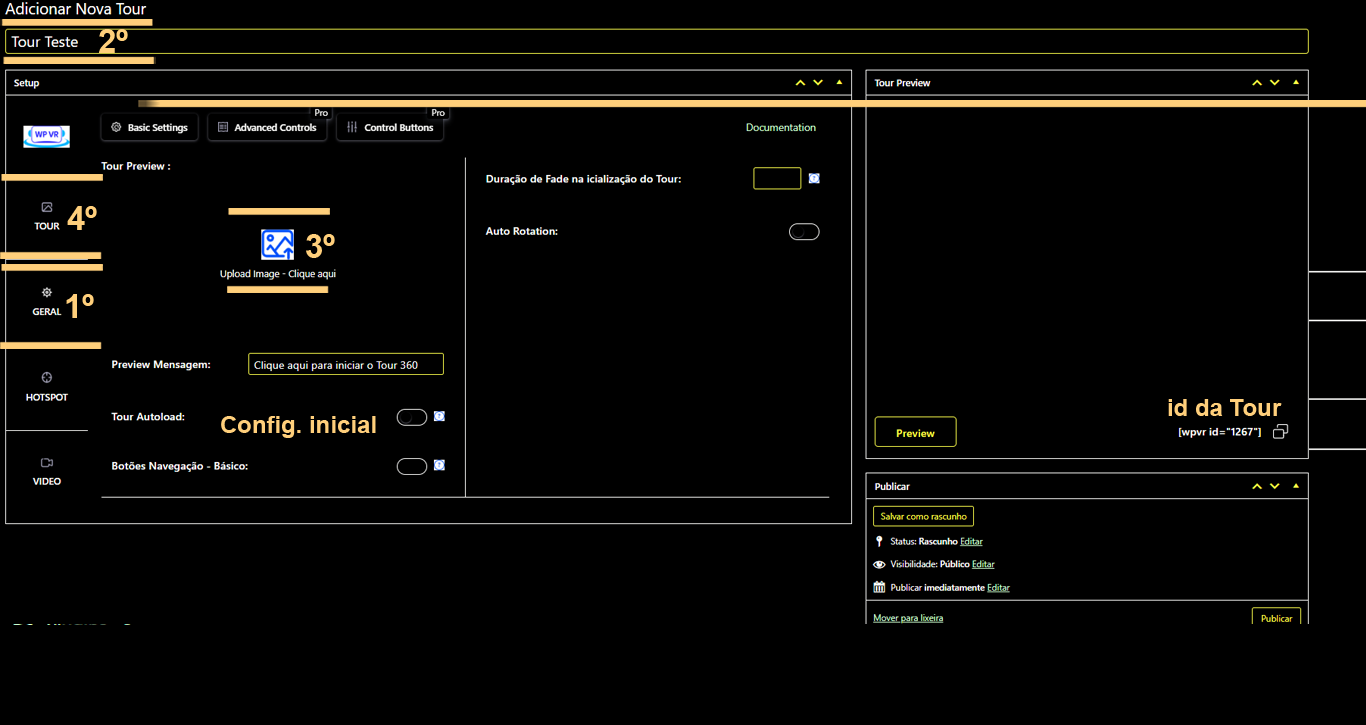 Adicionar Nova Tour
Tour Teste 2º
Setup
Tour Preview
WP VR
Basic Settings
Advanced Controls Pro
Control Buttons Pro
Documentation
Tour Preview :
Duração de Fade na icialização do Tour:
TOUR 4º
3º
Auto Rotation:
Upload Image - Clique aqui
GERAL 1º
Preview Mensagem: Clique aqui para iniciar o Tour 360
HOTSPOT
Tour Autoload:
Config. inicial
id da Tour
Preview
[wpvr id="1267"]
Botões Navegação - Básico:
VIDEO
Publicar
Salvar como rascunho
Status: Rascunho Editar
Visibilidade: Público Editar
Publicar imediatamente Editar
Mover para lixeira
Publicar